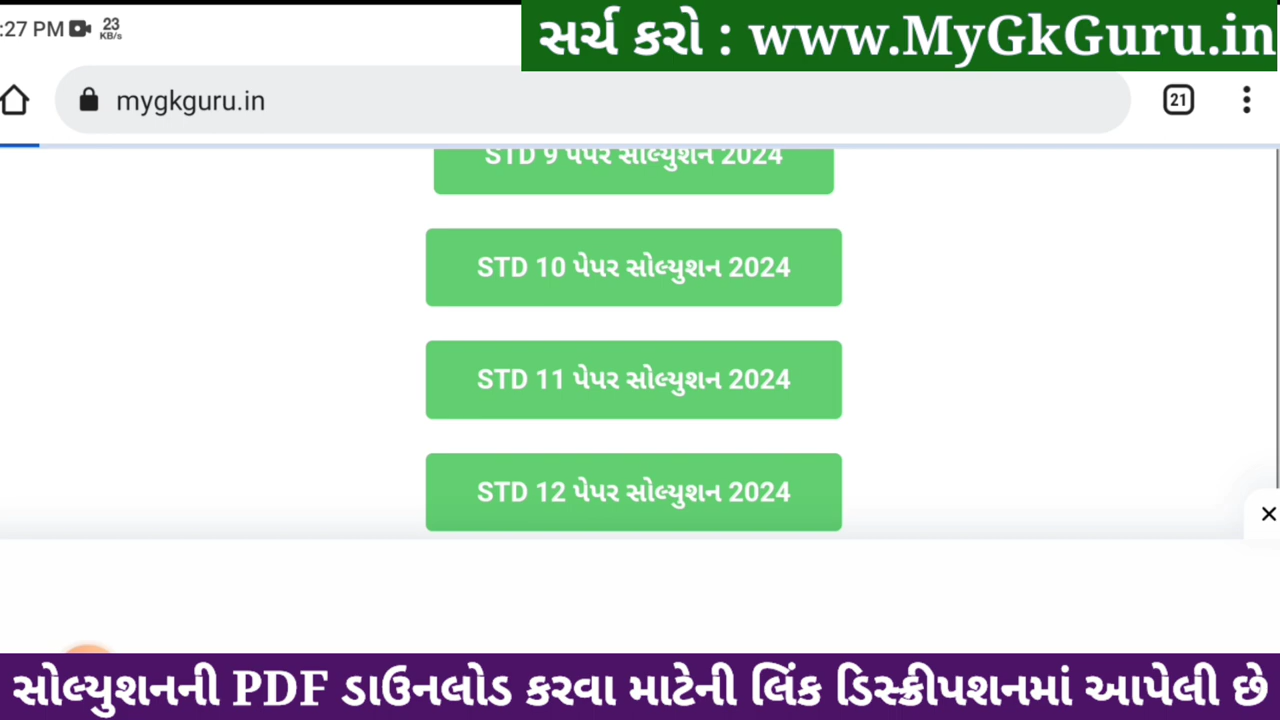 :27 PM 23 KB/s
સર્ચ કરો : www.MyGkGuru.in
mygkguru.in 21
STD 9 પેપર સોલ્યુશન 2024
STD 10 પેપર સોલ્યુશન 2024
STD 11 પેપર સોલ્યુશન 2024
STD 12 પેપર સોલ્યુશન 2024
સોલ્યુશનની PDF ડાઉનલોડ કરવા માટેની લિંક ડિસ્ક્રીપશનમાં આપેલી છે